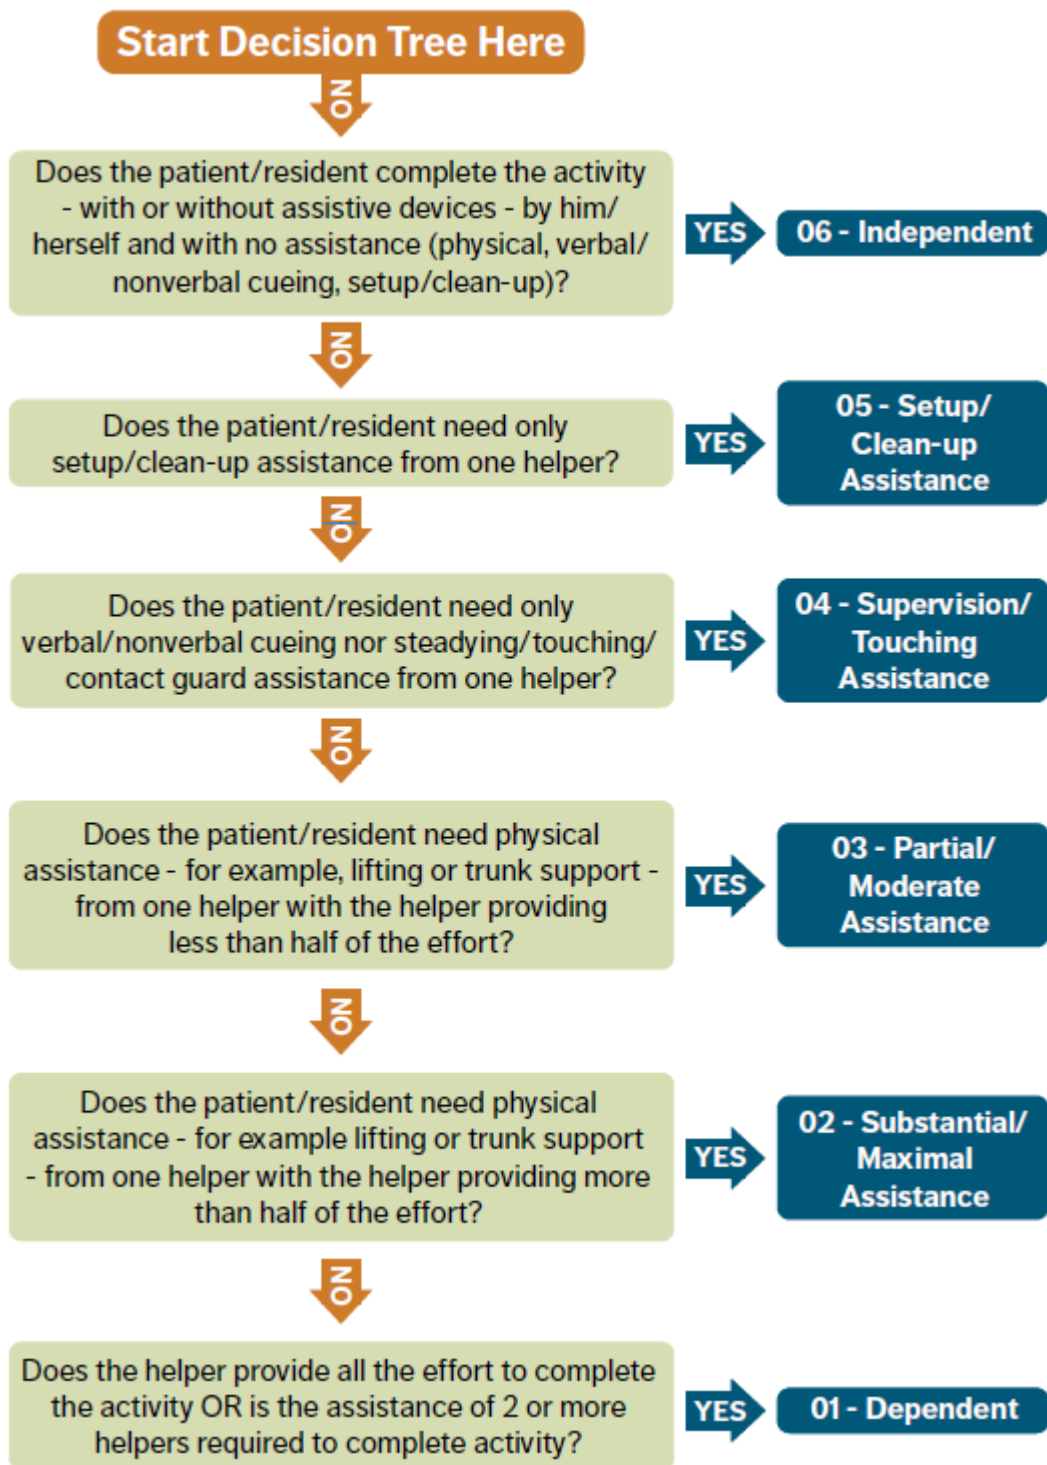 Start Decision Tree Here
NO
Does the patient/resident complete the activity
- with or without assistive devices - by him/
herself and with no assistance (physical, verbal/
nonverbal cueing, setup/clean-up)?
YES
06 - Independent
NO
Does the patient/resident need only
setup/clean-up assistance from one helper?
YES
05 - Setup/
Clean-up
Assistance
NO
Does the patient/resident need only
verbal/nonverbal cueing nor steadying/touching/
contact guard assistance from one helper?
YES
04 - Supervision/
Touching
Assistance
NO
Does the patient/resident need physical
assistance - for example, lifting or trunk support -
from one helper with the helper providing
less than half of the effort?
YES
03 - Partial/
Moderate
Assistance
NO
Does the patient/resident need physical
assistance - for example lifting or trunk support
- from one helper with the helper providing more
than half of the effort?
YES
02 - Substantial/
Maximal
Assistance
NO
Does the helper provide all the effort to complete
the activity OR is the assistance of 2 or more
helpers required to complete activity?
YES
01 - Dependent